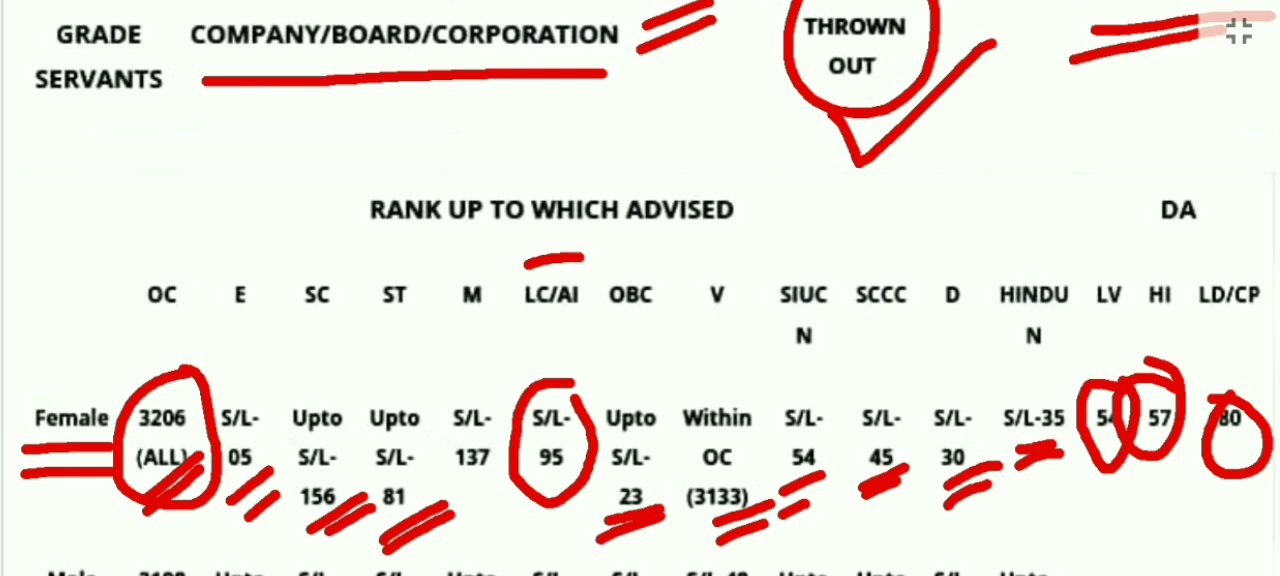 GRADE COMPANY/BOARD/CORPORATION THROWN
SERVANTS OUT
RANK UP TO WHICH ADVISED DA
OC E SC ST M LC/AI OBC V SIUC SCCC D HINDU LV HI LD/CP
N N
Female 3206 S/L- Upto Upto S/L- S/L- Upto Within S/L- S/L- S/L- S/L-35 57 80
(ALL) 05 S/L- S/L- 137 95 S/L- OC 54 45 30
156 81 23 (3133)